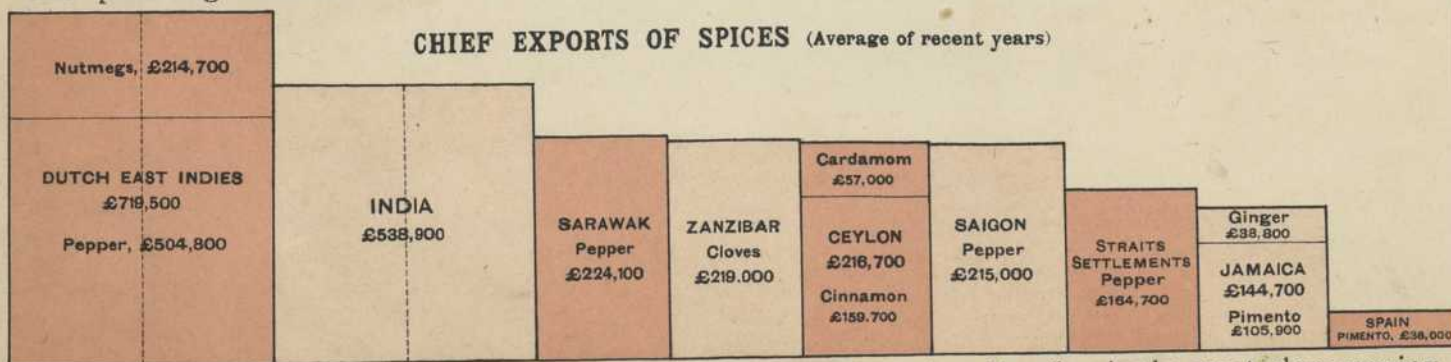 CHIEF EXPORTS OF SPICES (Average of recent years)
Nutmegs, £214,700
DUTCH EAST INDIES
£719,500
Pepper, £504,800
INDIA
£538,900
SARAWAK
Pepper
£224,100
ZANZIBAR
Cloves
£219.000
Cardamom
£57,000
CEYLON
£216,700
Cinnamon
£159.700
SAIGON
Pepper
£215,000
STRAITS
SETTLEMENTS
Pepper
£164,700
Ginger
£38,800
JAMAICA
£144,700
Pimento
£105,900
SPAIN
PIMENTO, £36,000